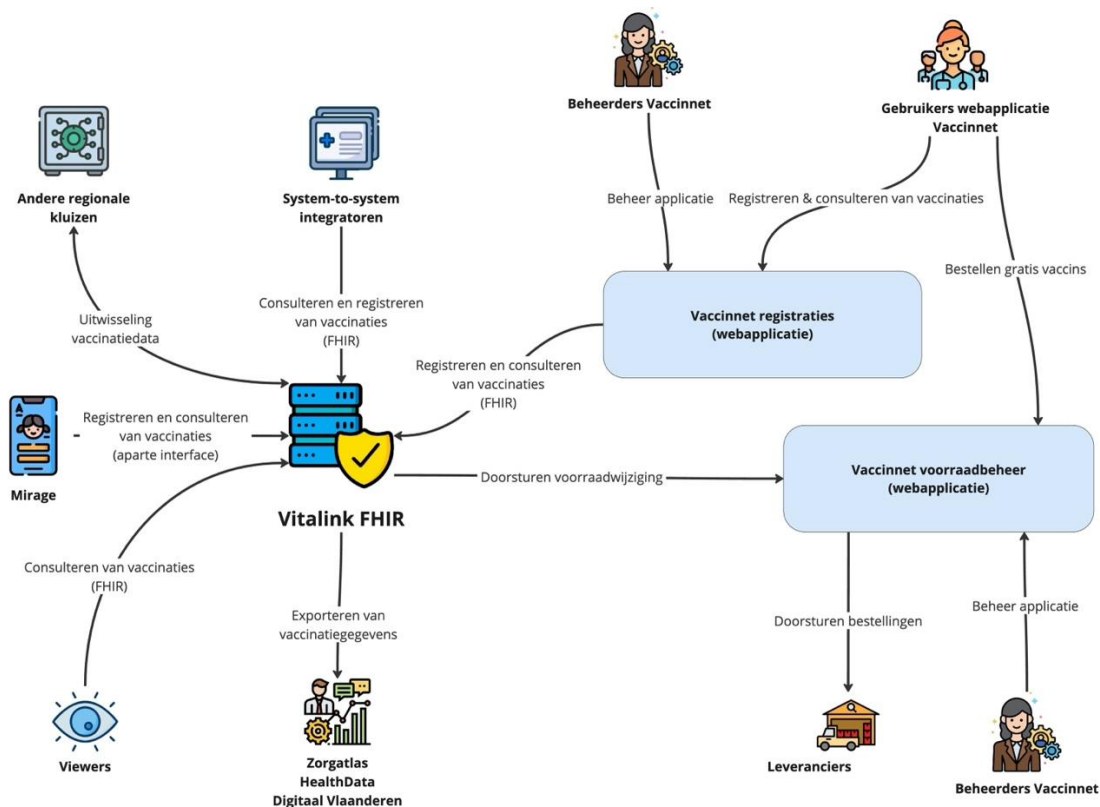 Beheerders Vaccinnet
Gebruikers webapplicatie
Vaccinnet
Andere regionale
kluizen
System-to-system
integratoren
Beheer applicatie
Registreren & consulteren van vaccinaties
Bestellen gratis vaccins
Consulteren en registreren
van vaccinaties
(FHIR)
Uitwisseling
vaccinatiedata
Vaccinnet registraties
(webapplicatie)
Registreren en consulteren
van vaccinaties
(FHIR)
Registreren en consulteren
van vaccinaties
(aparte interface)
Mirage
Vitalink FHIR
Doorsturen voorraadwijziging
Vaccinnet voorraadbeheer
(webapplicatie)
Consulteren van vaccinaties
(FHIR)
Exporteren van
vaccinatiegegevens
Doorsturen bestellingen
Beheer applicatie
Viewers
Zorgatlas
HealthData
Digitaal Vlaanderen
Leveranciers
Beheerders Vaccinnet